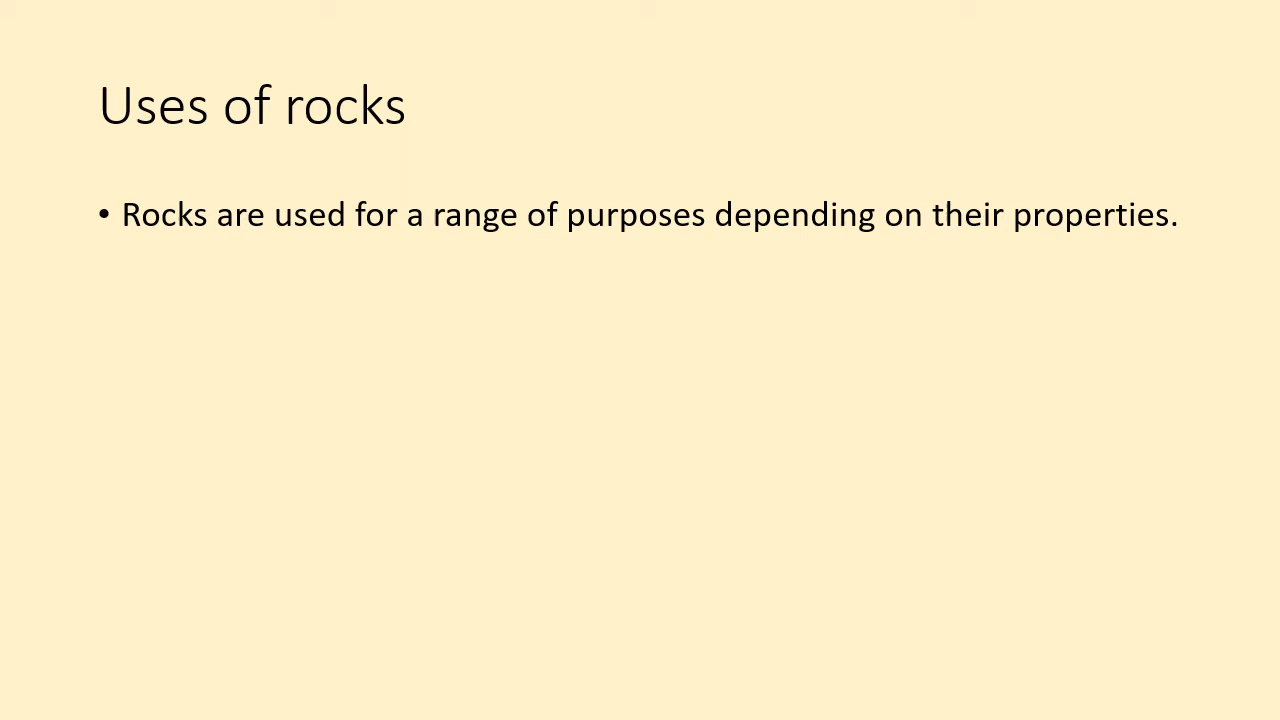 Uses of rocks
• Rocks are used for a range of purposes depending on their properties.